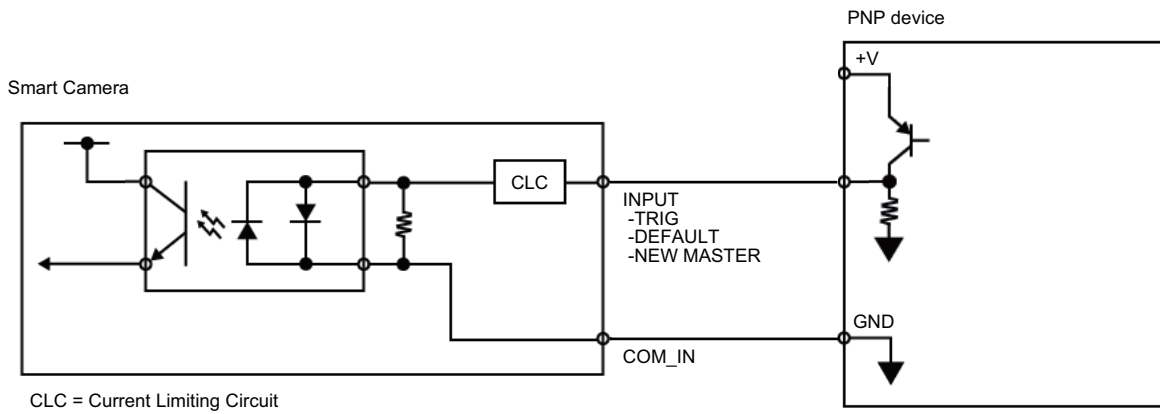 PNP device
+V
Smart Camera
CLC
INPUT
-TRIG
-DEFAULT
-NEW MASTER
GND
COM_IN
CLC = Current Limiting Circuit